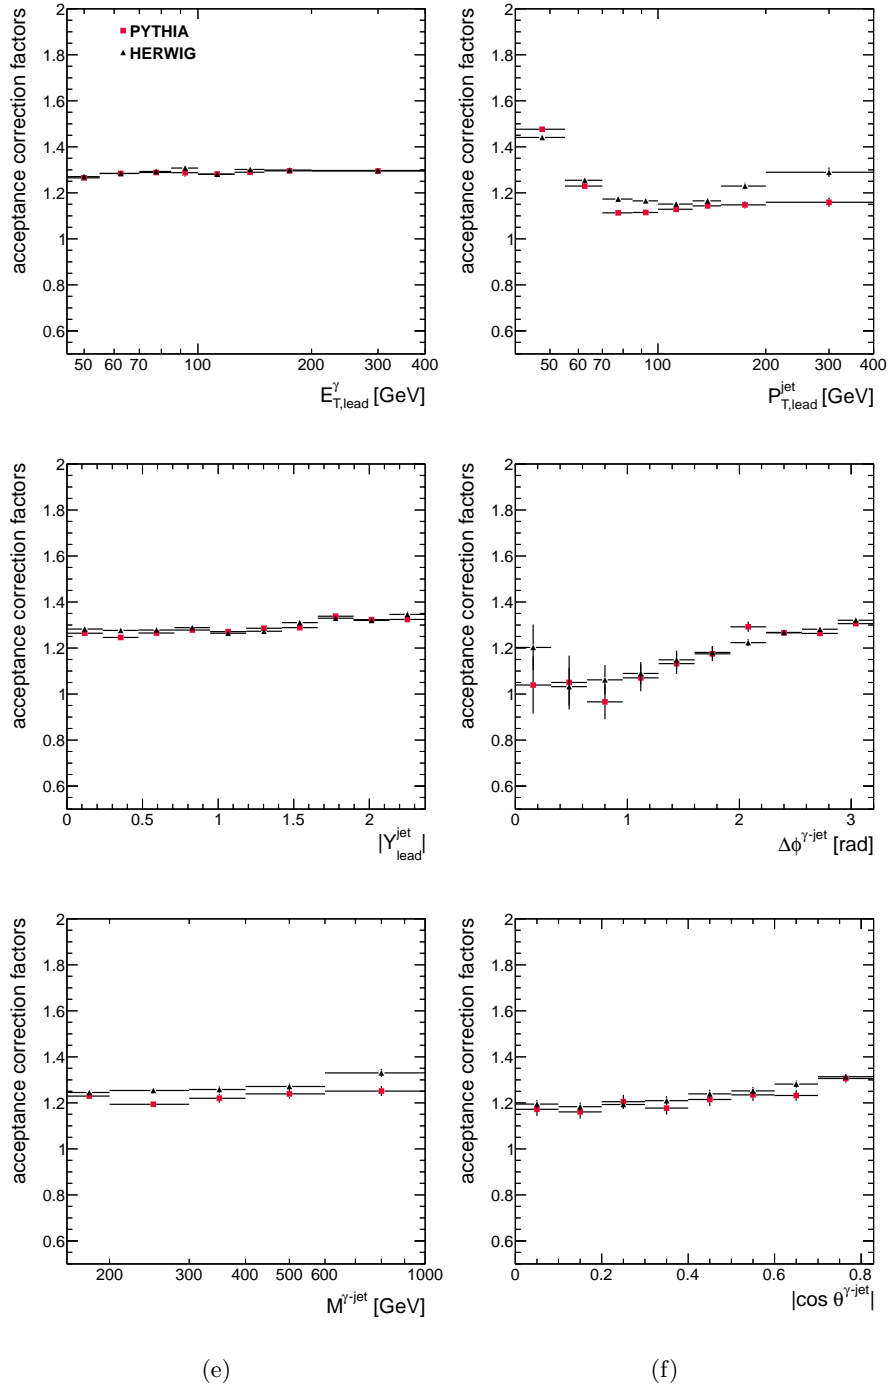 acceptance correction factors
2
1.8
1.6
1.4
1.2
1
0.8
0.6
PYTHIA
HERWIG
50 60 70 100 200 300 400
E^γ_T,lead [GeV]
acceptance correction factors
2
1.8
1.6
1.4
1.2
1
0.8
0.6
50 60 70 100 200 300 400
P^jet_T,lead [GeV]
acceptance correction factors
2
1.8
1.6
1.4
1.2
1
0.8
0.6
0 0.5 1 1.5 2
|Y^jet_lead|
acceptance correction factors
2
1.8
1.6
1.4
1.2
1
0.8
0.6
0 1 2 3
Δϕ^γ-jet [rad]
acceptance correction factors
2
1.8
1.6
1.4
1.2
1
0.8
0.6
200 300 400 500 600 1000
M^γ-jet [GeV]
acceptance correction factors
2
1.8
1.6
1.4
1.2
1
0.8
0.6
0 0.2 0.4 0.6 0.8
|cos θ^γ-jet|
(e) (f)